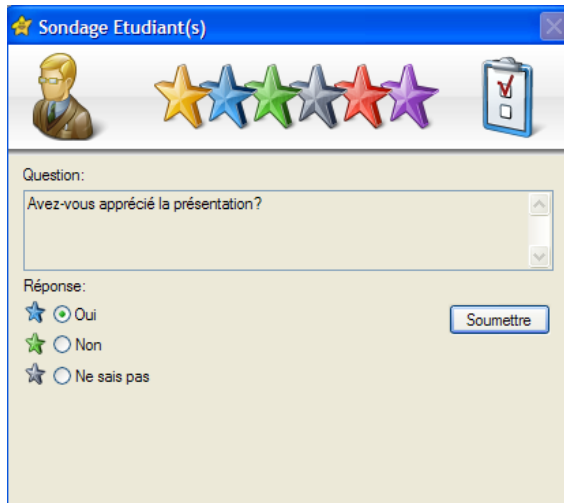 Sondage Etudiant(s)
Question:
Avez-vous apprécié la présentation?
Réponse:
Oui
Soumettre
Non
Ne sais pas